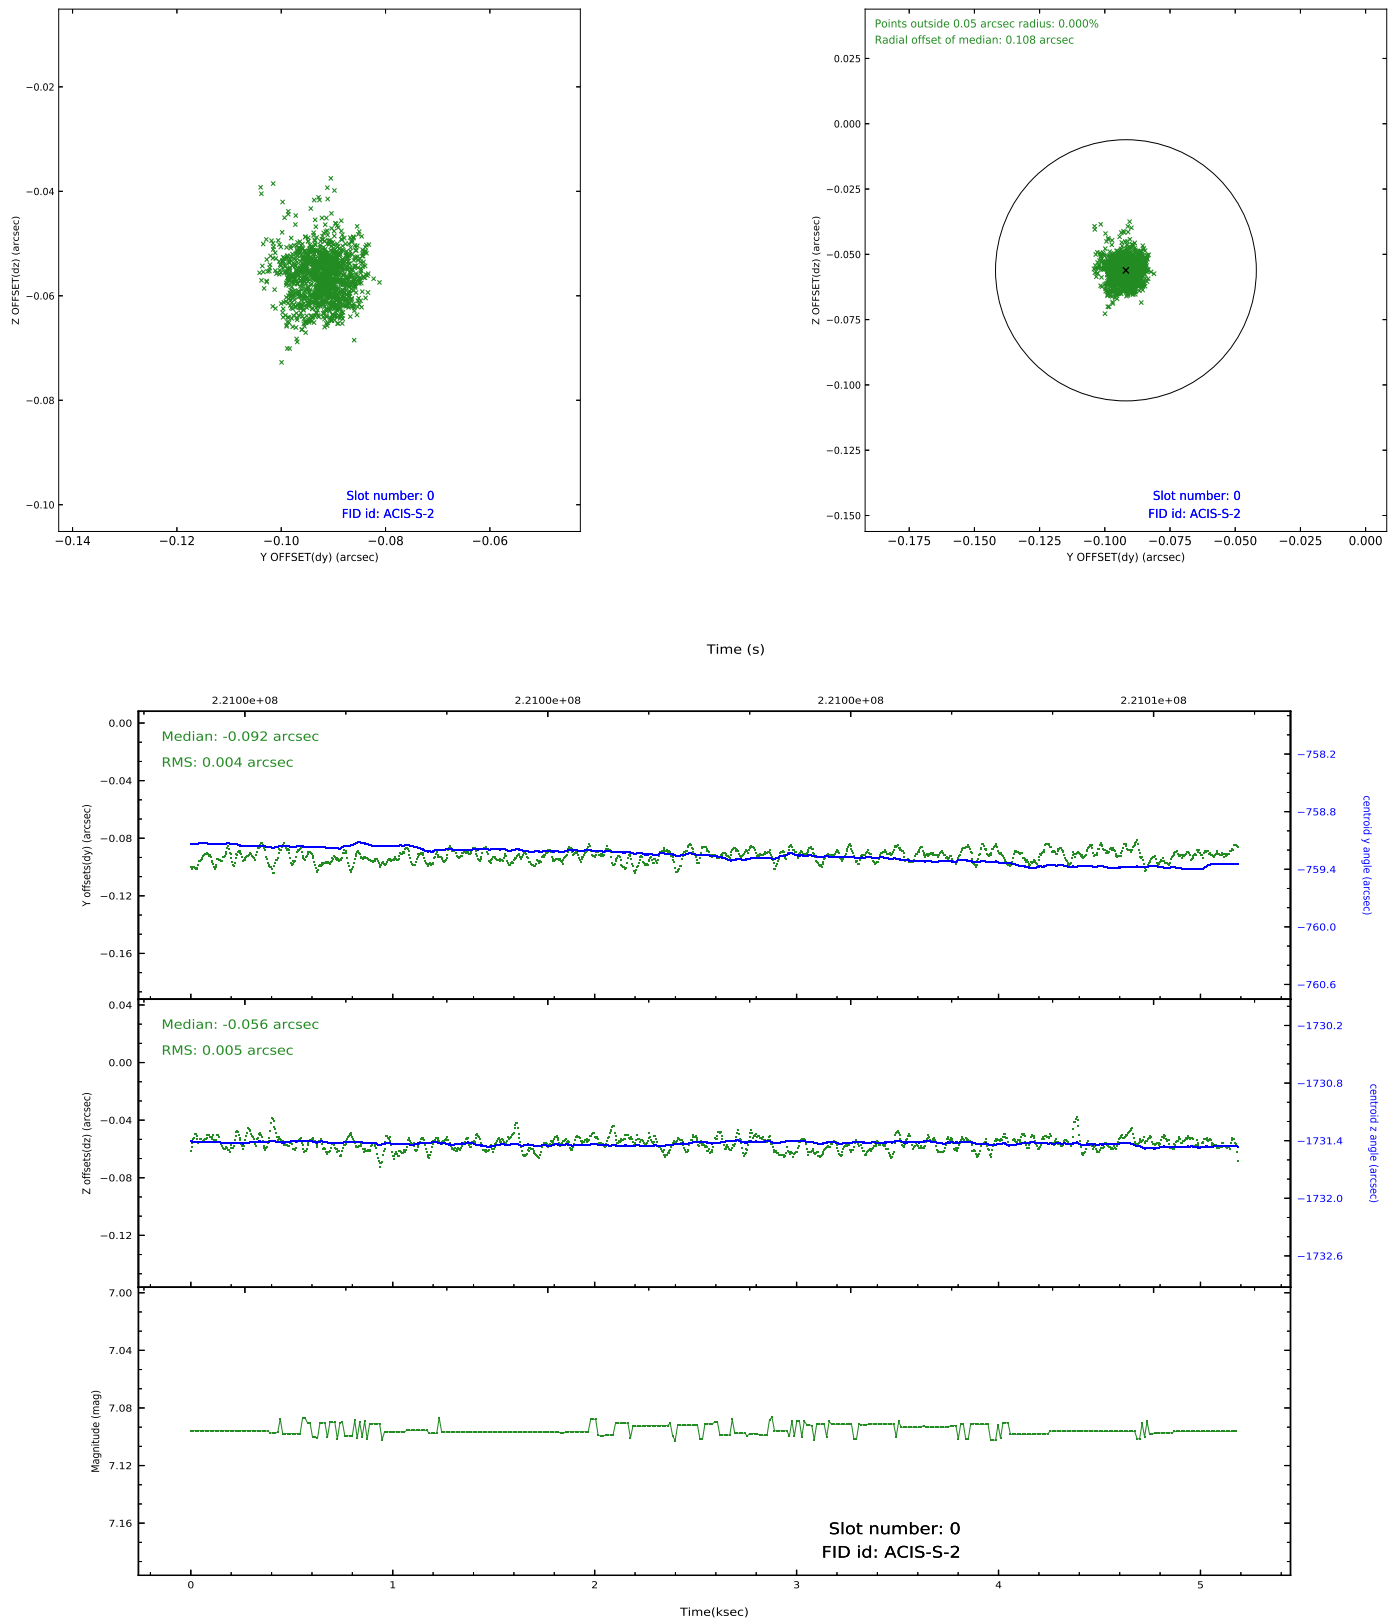 −0.02
−0.04
−0.06
−0.08
−0.10
Z OFFSET(dz) (arcsec)
Slot number: 0
FID id: ACIS-S-2
−0.14 −0.12 −0.10 −0.08 −0.06
Y OFFSET(dy) (arcsec)
Points outside 0.05 arcsec radius: 0.000%
Radial offset of median: 0.108 arcsec
0.025
0.000
−0.025
−0.050
−0.075
−0.100
−0.125
−0.150
Z OFFSET(dz) (arcsec)
Slot number: 0
FID id: ACIS-S-2
−0.175 −0.150 −0.125 −0.100 −0.075 −0.050 −0.025 0.000
Y OFFSET(dy) (arcsec)
Time (s)
2.2100e+08 2.2100e+08 2.2100e+08 2.2101e+08
Median: -0.092 arcsec
RMS: 0.004 arcsec
0.00
−0.04
−0.08
−0.12
−0.16
Y offsets(dy) (arcsec)
−758.2
−758.8
−759.4
−760.0
−760.6
centroid y angle (arcsec)
Median: -0.056 arcsec
RMS: 0.005 arcsec
0.04
0.00
−0.04
−0.08
−0.12
Z offsets(dz) (arcsec)
−1730.2
−1730.8
−1731.4
−1732.0
−1732.6
centroid z angle (arcsec)
7.00
7.04
7.08
7.12
7.16
Magnitude (mag)
Slot number: 0
FID id: ACIS-S-2
0 1 2 3 4 5
Time(ksec)